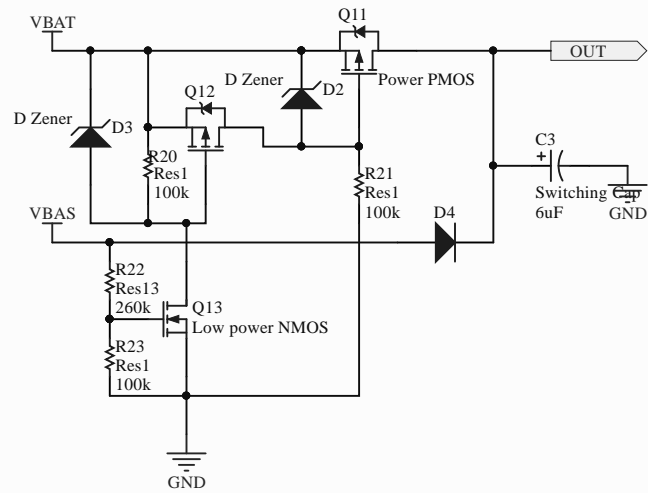 VBAT
Q11
OUT
Power PMOS
D Zener
D2
Q12
D Zener
D3
C3
Switching Cap
6uF
GND
R20
Res1
100k
R21
Res1
100k
VBAS
D4
R22
Res13
260k
Q13
Low power NMOS
R23
Res1
100k
GND